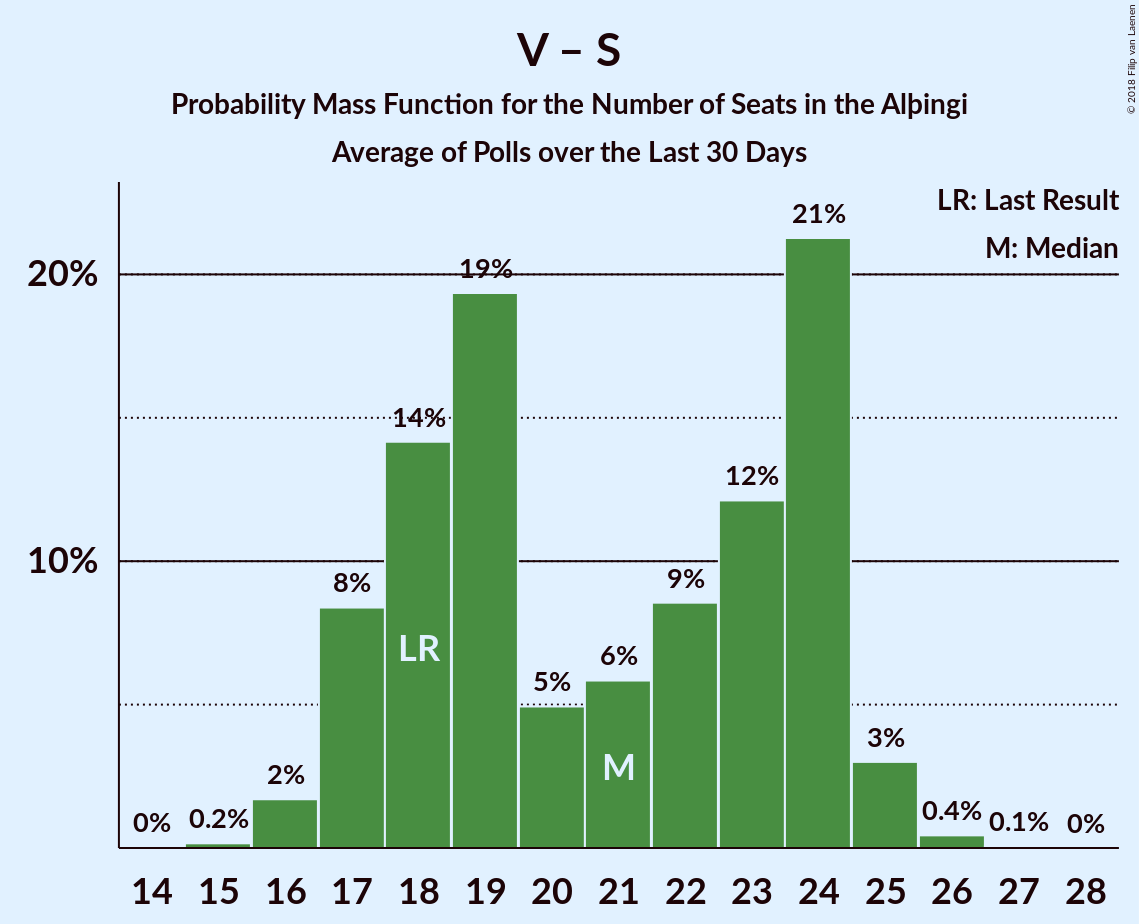 V – S
Probability Mass Function for the Number of Seats in the Alþingi
Average of Polls over the Last 30 Days
© 2018 Filip van Laenen
LR: Last Result
M: Median
20%
10%
0%
0.2%
2%
8%
14%
19%
5%
6%
9%
12%
21%
3%
0.4%
0.1%
0%
LR
M
14 15 16 17 18 19 20 21 22 23 24 25 26 27 28